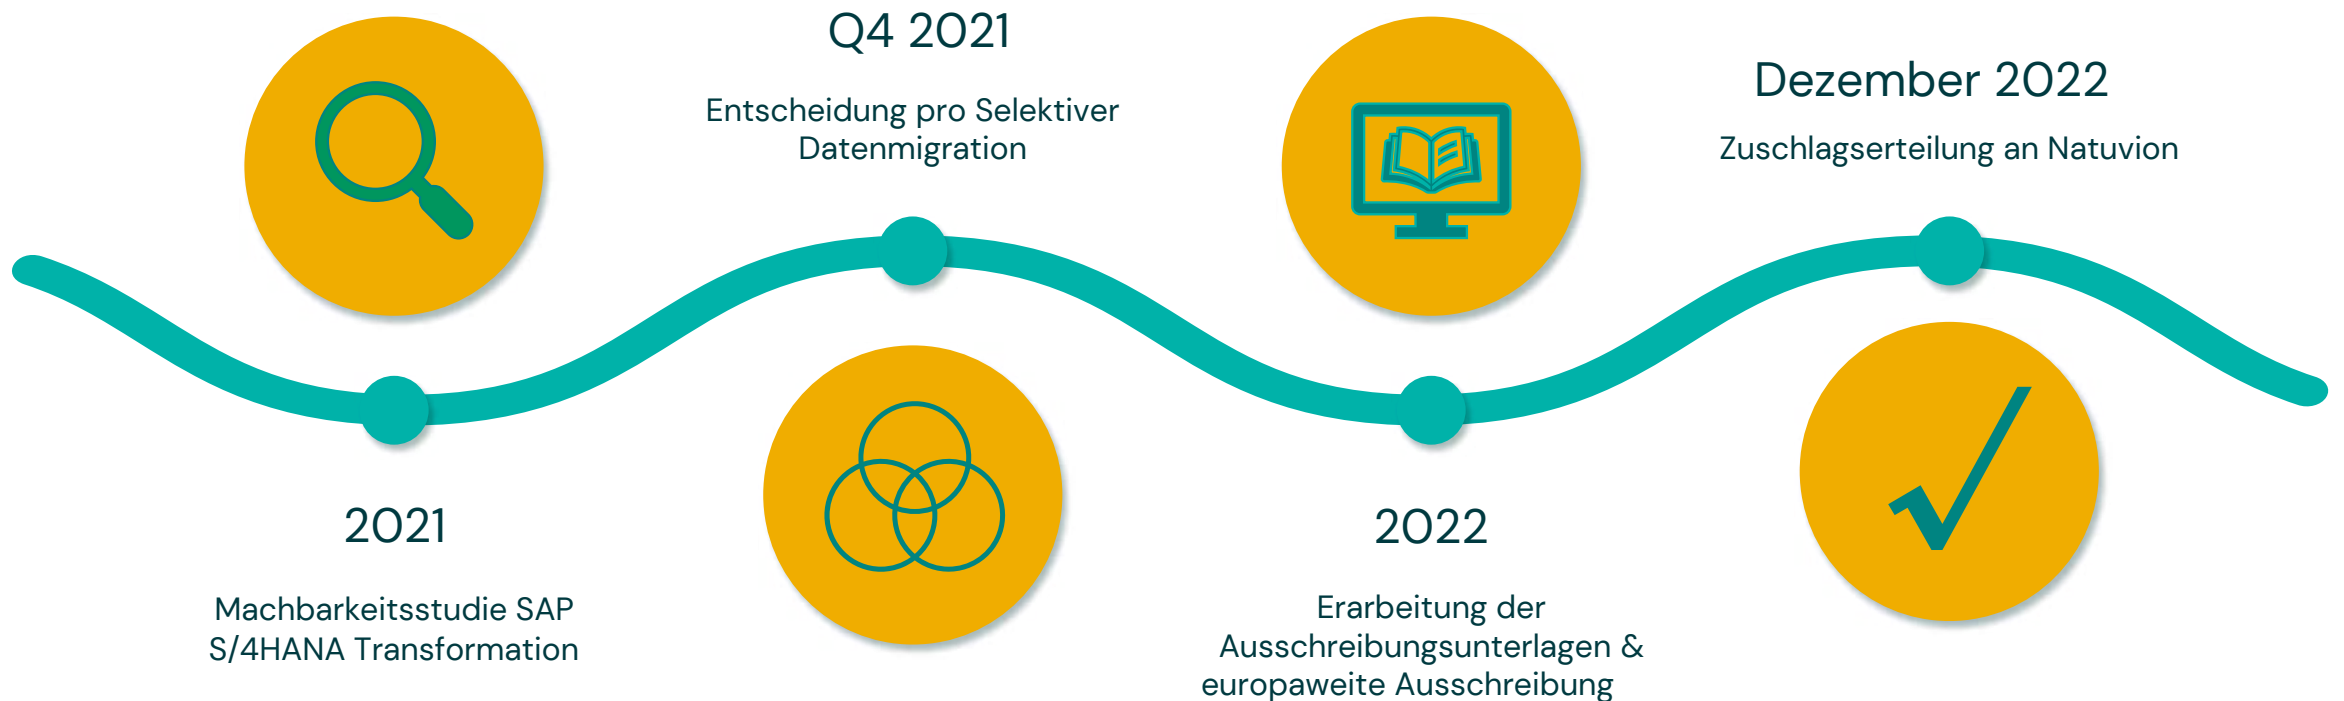 2021
Machbarkeitsstudie SAP
S/4HANA Transformation
Q4 2021
Entscheidung pro Selektiver
Datenmigration
2022
Erarbeitung der
Ausschreibungsunterlagen &
europaweite Ausschreibung
Dezember 2022
Zuschlagserteilung an Natuvion